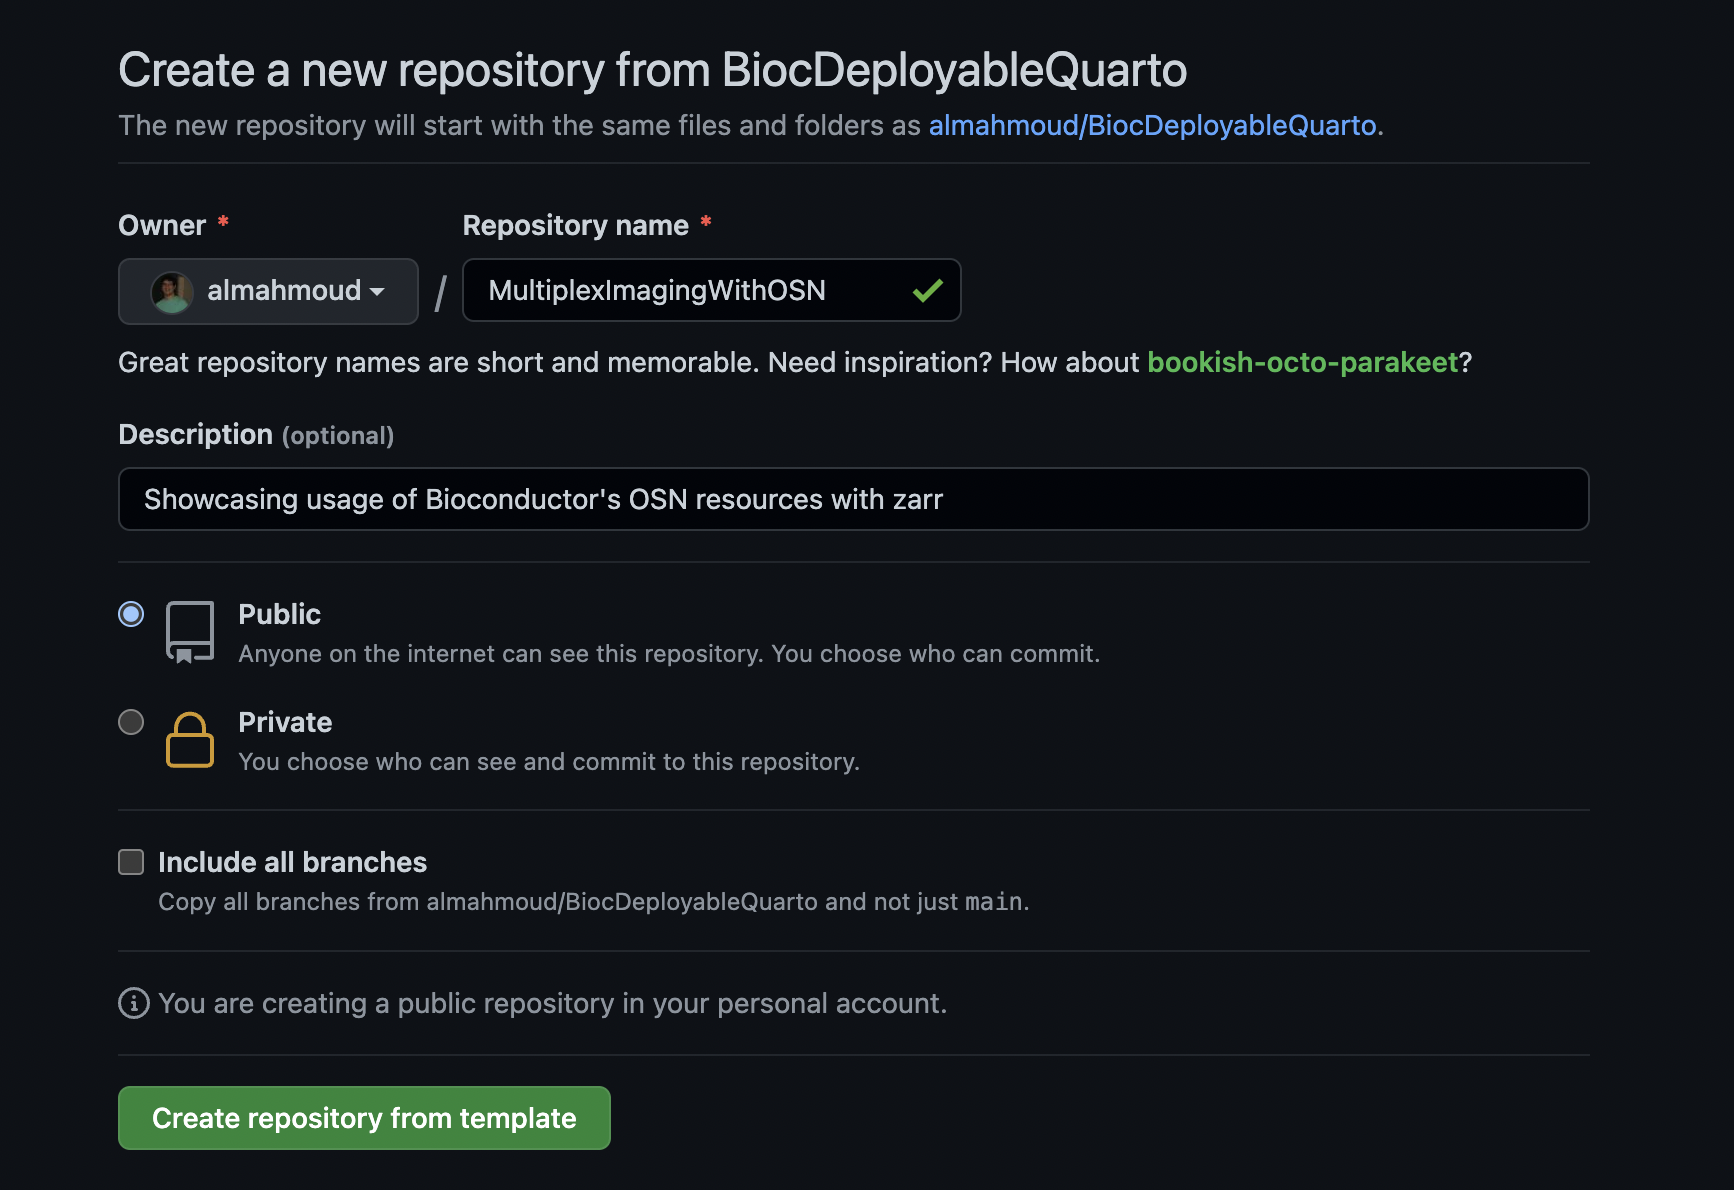 Create a new repository from BiocDeployableQuarto
The new repository will start with the same files and folders as almahmoud/BiocDeployableQuarto.
Owner * Repository name *
almahmoud / MultiplexImagingWithOSN
Great repository names are short and memorable. Need inspiration? How about bookish-octo-parakeet?
Description (optional)
Showcasing usage of Bioconductor's OSN resources with zarr
Public
Anyone on the internet can see this repository. You choose who can commit.
Private
You choose who can see and commit to this repository.
Include all branches
Copy all branches from almahmoud/BiocDeployableQuarto and not just main.
You are creating a public repository in your personal account.
Create repository from template